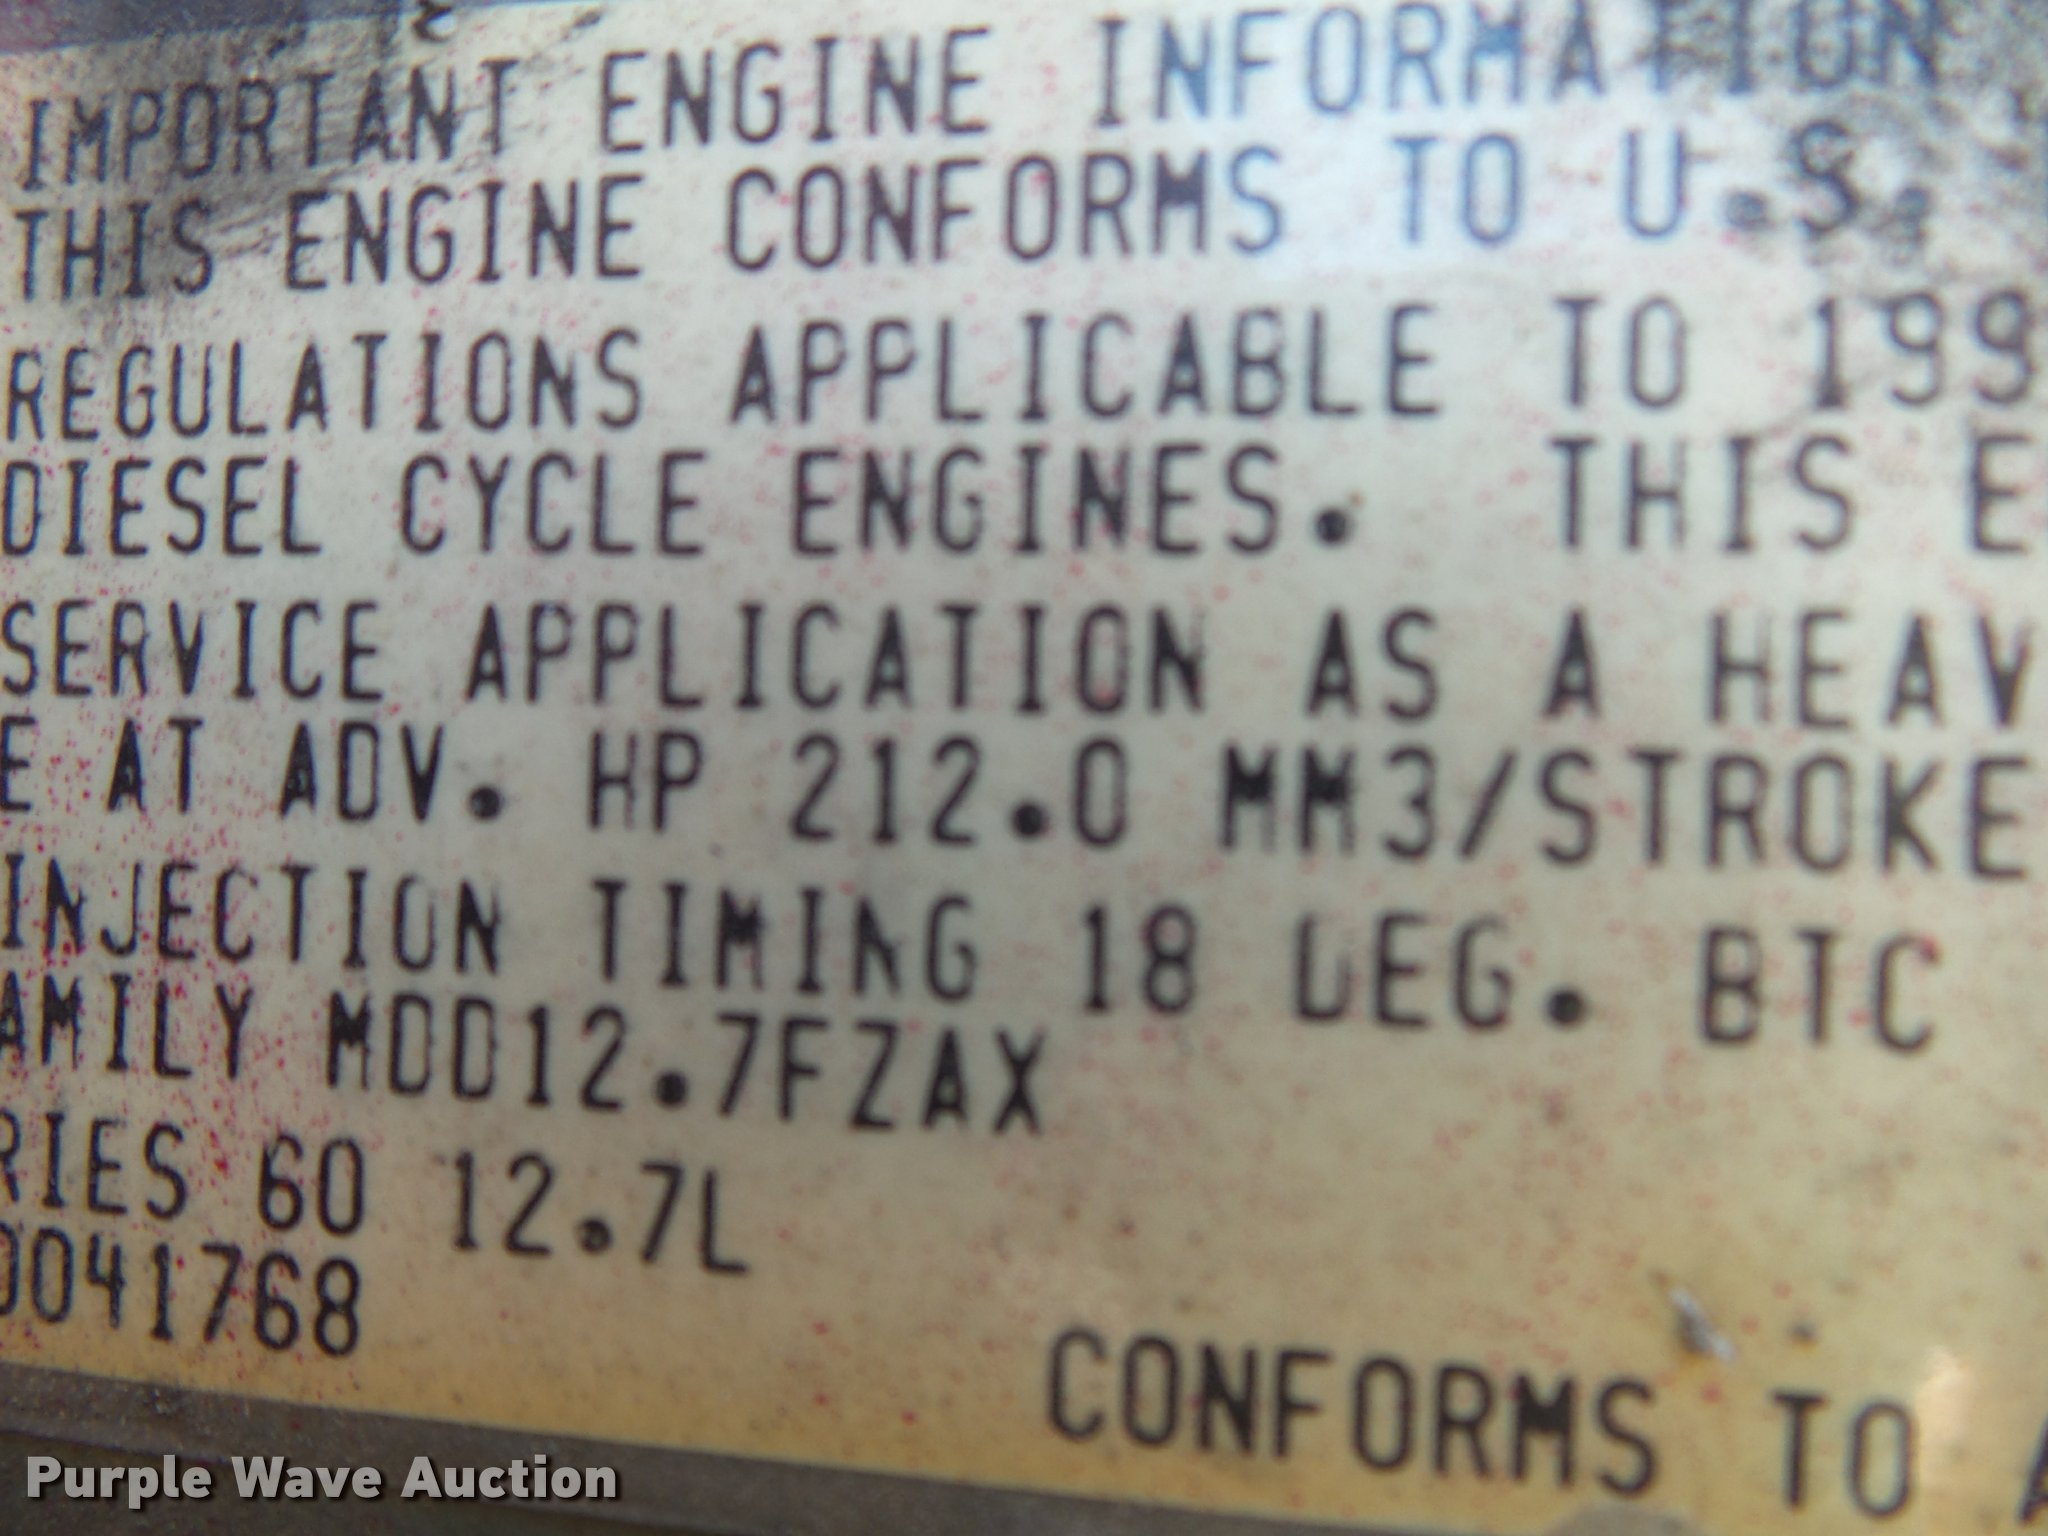 IMPORTANT ENGINE INFORMATION
THIS ENGINE CONFORMS TO U.S.
REGULATIONS APPLICABLE TO 199
DIESEL CYCLE ENGINES. THIS E
SERVICE APPLICATION AS A HEAV
E AT ADV. HP 212.0 MM3/STROKE
INJECTION TIMING 18 DEG. BTC
AMILY MDD12.7FZAX
RIES 60 12.7L
0041768
CONFORMS TO A
Purple Wave Auction